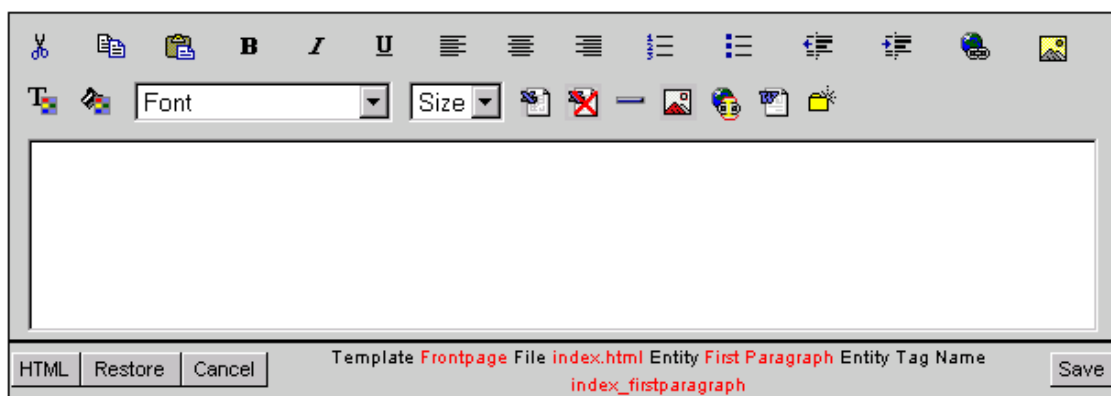 B I U
T Font Size
HTML Restore Cancel Template Frontpage File index.html Entity First Paragraph Entity Tag Name Save
index_firstparagraph